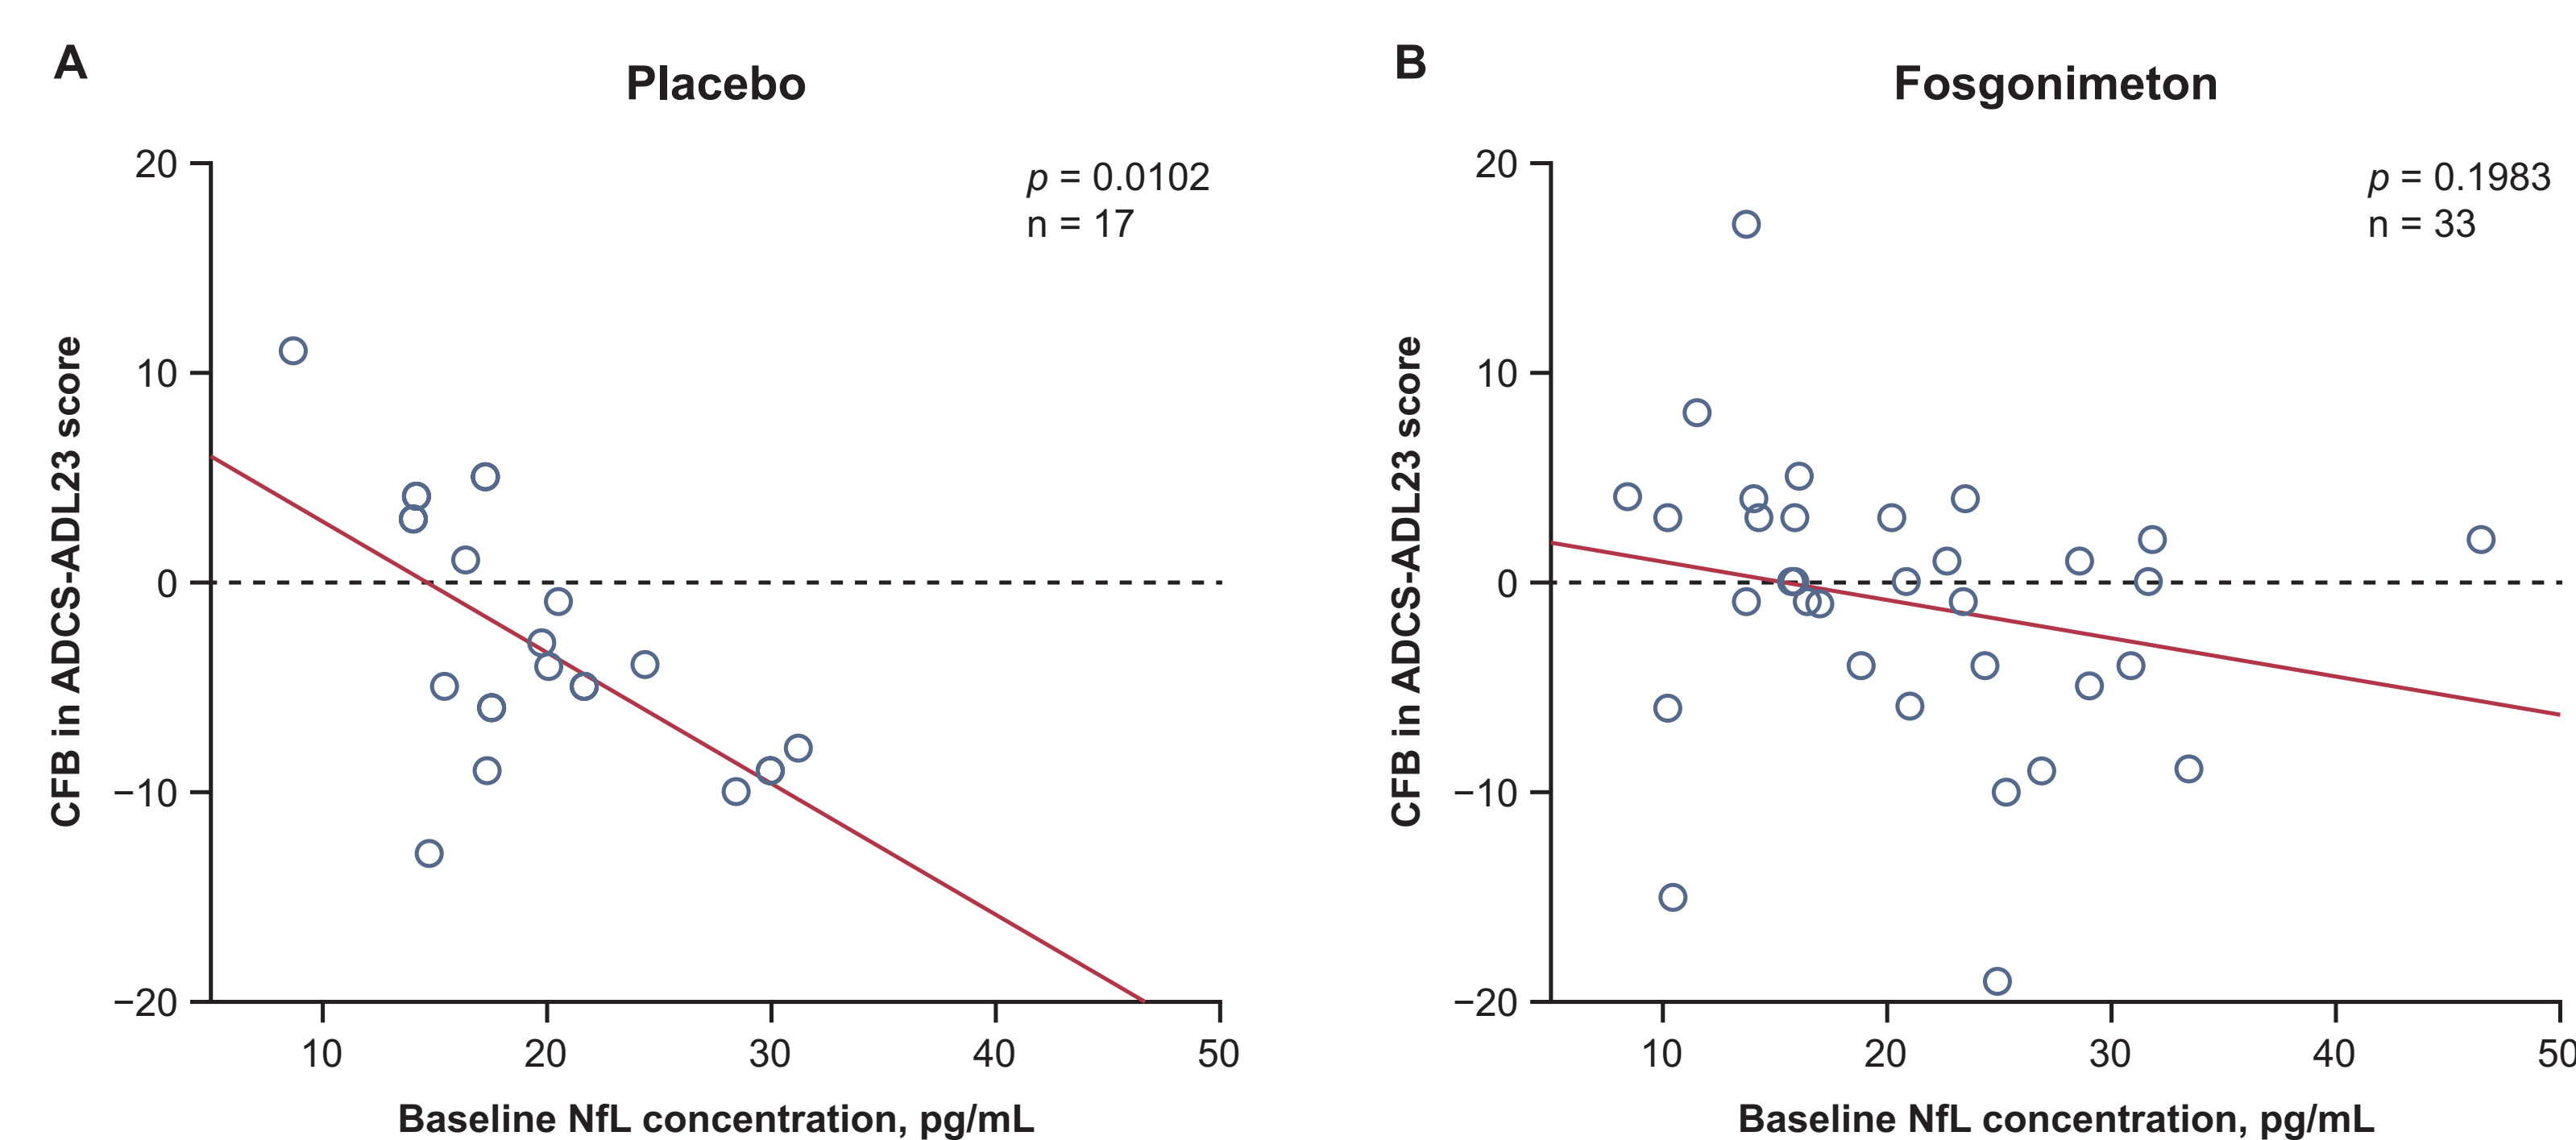 A
Placebo
p = 0.0102
n = 17
20
10
0
−10
−20
CFB in ADCS-ADL23 score
10 20 30 40 50
Baseline NfL concentration, pg/mL
B
Fosgonimeton
p = 0.1983
n = 33
20
10
0
−10
−20
CFB in ADCS-ADL23 score
10 20 30 40 50
Baseline NfL concentration, pg/mL